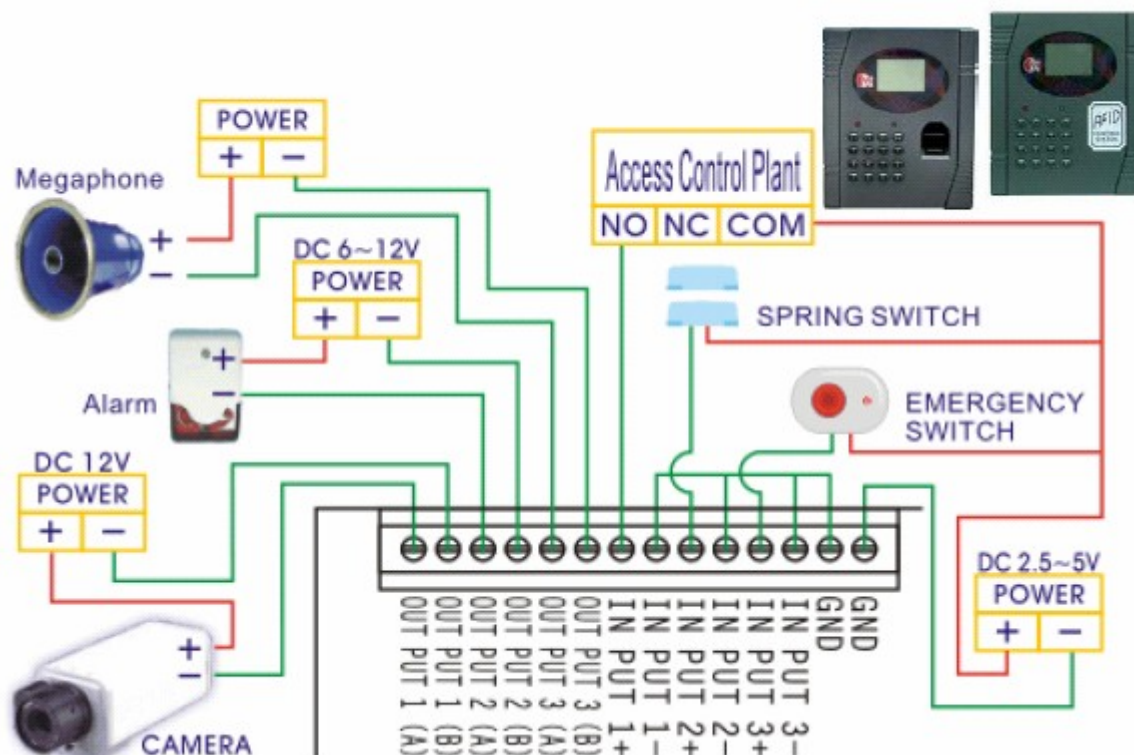 POWER
+ −
Megaphone
+
−
DC 6~12V
POWER
+ −
Alarm
+
−
DC 12V
POWER
+ −
+
−
CAMERA
Access Control Plant
NO NC COM
RFID
SPRING SWITCH
EMERGENCY
SWITCH
DC 2.5~5V
POWER
+ −
OUT PUT 1 (A)
OUT PUT 1 (B)
OUT PUT 2 (A)
OUT PUT 2 (B)
OUT PUT 3 (A)
OUT PUT 3 (B)
IN PUT 1+
IN PUT 1−
IN PUT 2+
IN PUT 2−
IN PUT 3+
IN PUT 3−
GND
GND